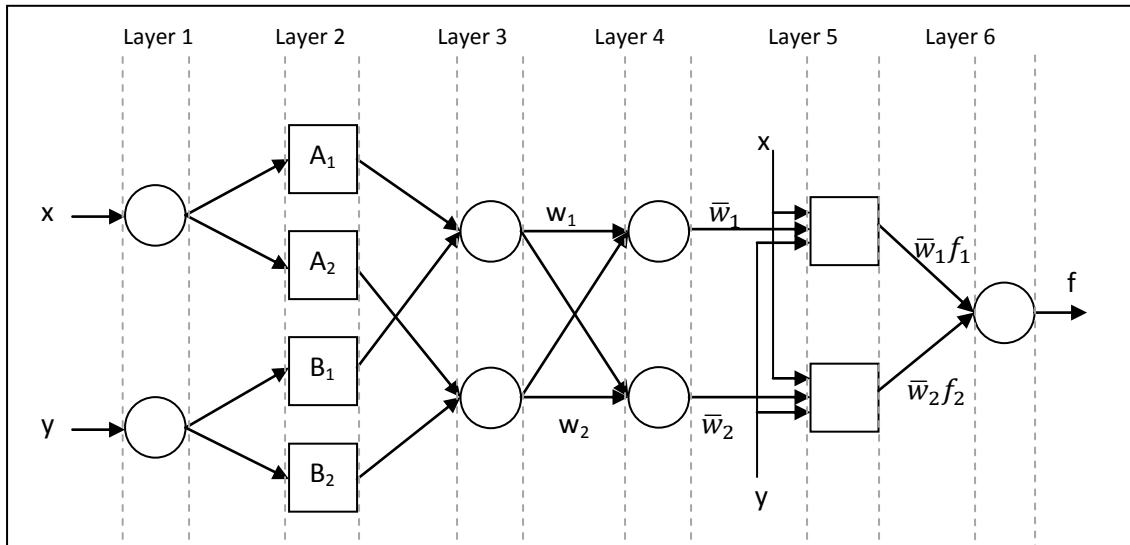 Layer 1 Layer 2 Layer 3 Layer 4 Layer 5 Layer 6
A₁
x
x
w₁
w̅₁
w̅₁f₁
A₂
f
B₁
w̅₂f₂
y
w₂
w̅₂
B₂
y